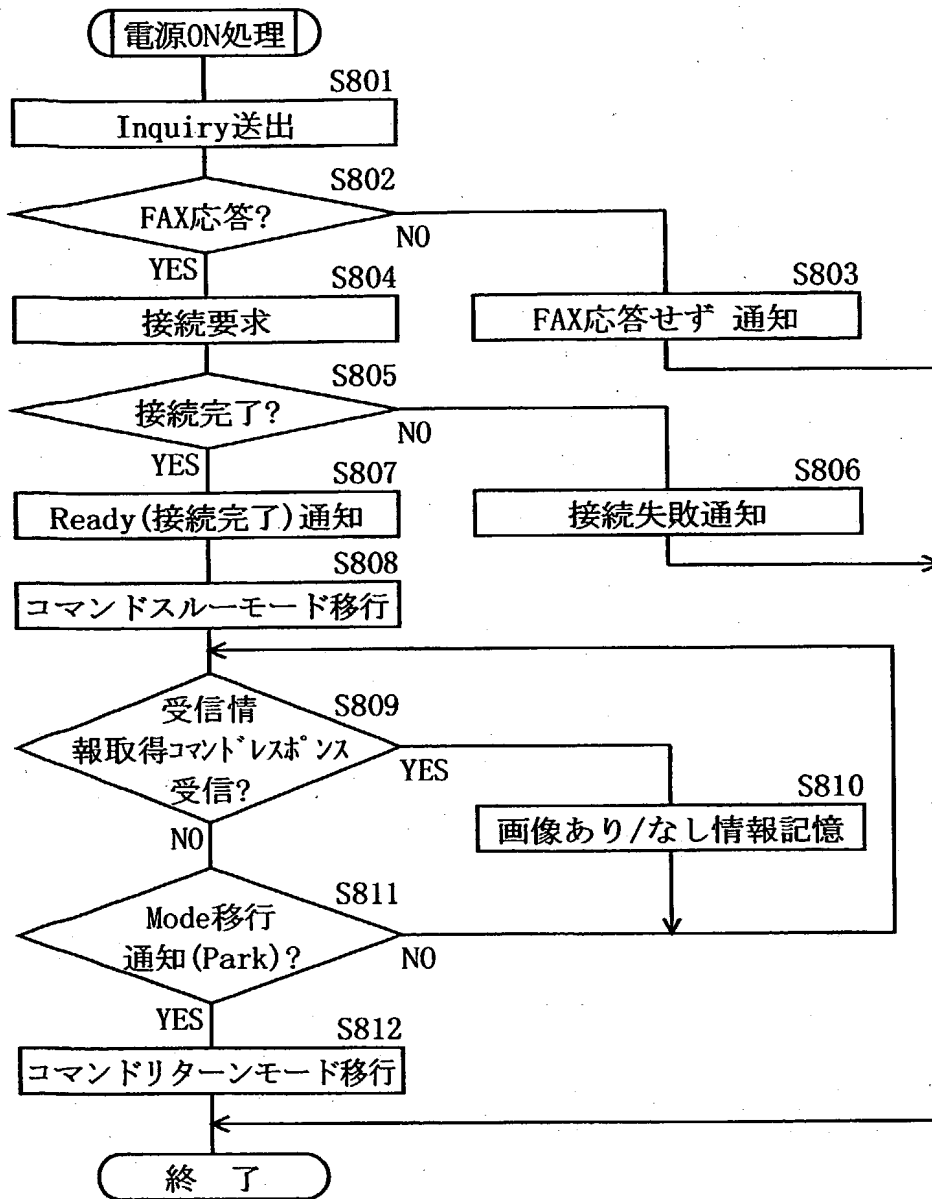 電源ON処理
S801
Inquiry送出
S802
FAX応答?
NO
YES
S804
接続要求
S803
FAX応答せず 通知
S805
接続完了?
NO
YES
S807
Ready(接続完了)通知
S806
接続失敗通知
S808
コマンドスルーモード移行
S809
受信情
報取得コマンドレスポンス
受信?
YES
NO
S810
画像あり/なし情報記憶
S811
Mode移行
通知(Park)?
NO
YES
S812
コマンドリターンモード移行
終 了